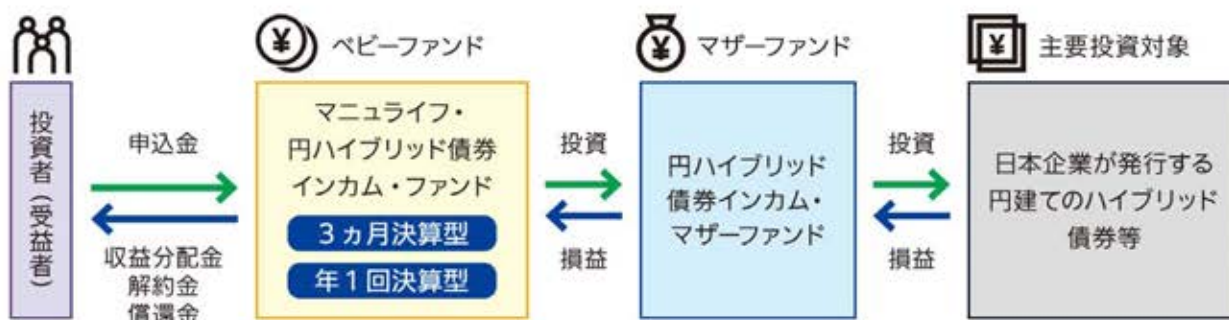 ベビーファンド
マザーファンド
主要投資対象
投資者（受益者）
申込金
収益分配金
解約金
償還金
マニュライフ・
円ハイブリッド債券
インカム・ファンド
3ヵ月決算型
年1回決算型
投資
損益
円ハイブリッド
債券インカム・
マザーファンド
投資
損益
日本企業が発行する
円建てのハイブリッド
債券等